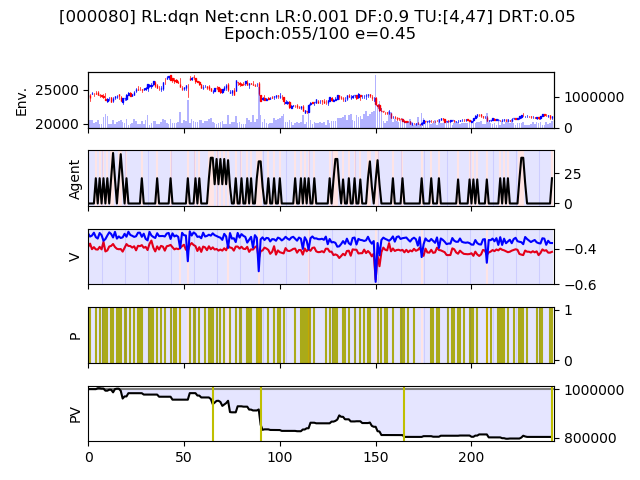 [000080] RL:dqn Net:cnn LR:0.001 DF:0.9 TU:[4,47] DRT:0.05
Epoch:055/100 e=0.45
Env.
25000
20000
1000000
0
Agent
25
0
V
−0.4
−0.6
P
1
0
PV
1000000
800000
0 50 100 150 200